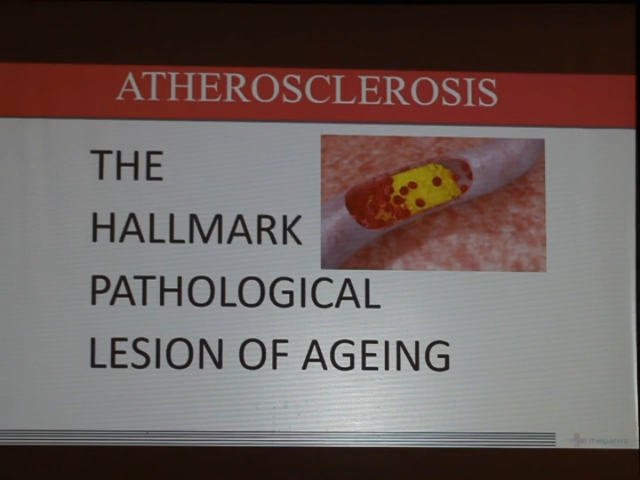 ATHEROSCLEROSIS
THE
HALLMARK
PATHOLOGICAL
LESION OF AGEING